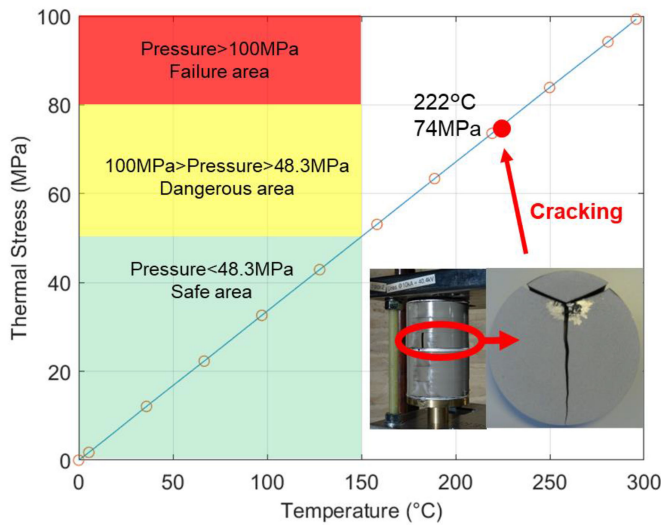 100
80
60
40
20
0
Thermal Stress (MPa)
Pressure>100MPa
Failure area
100MPa>Pressure>48.3MPa
Dangerous area
Pressure<48.3MPa
Safe area
222°C
74MPa
Cracking
0
50
100
150
200
250
300
Temperature (°C)